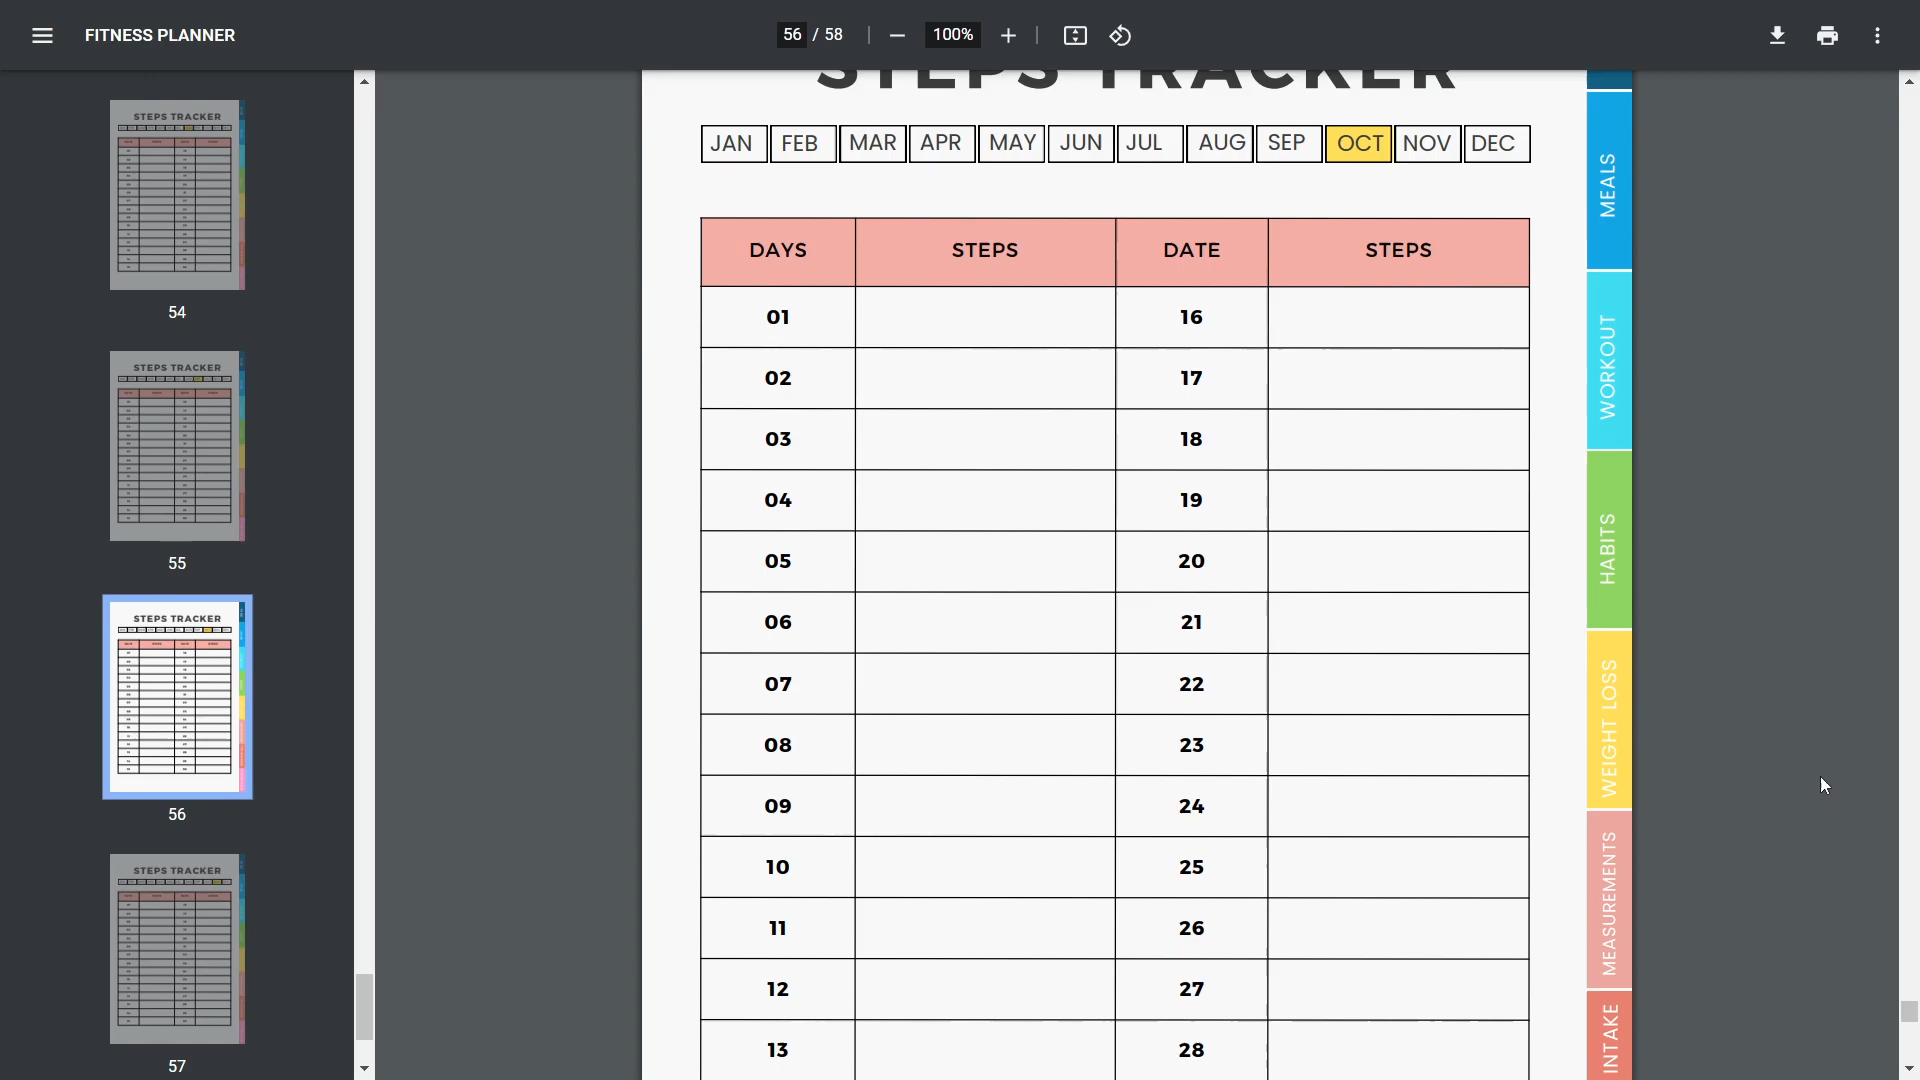 FITNESS PLANNER
56 / 58
100%
STEPS TRACKER
54
STEPS TRACKER
55
STEPS TRACKER
56
STEPS TRACKER
57
STEPS TRACKER
JAN FEB MAR APR MAY JUN JUL AUG SEP OCT NOV DEC
DAYS STEPS DATE STEPS
01 16
02 17
03 18
04 19
05 20
06 21
07 22
08 23
09 24
10 25
11 26
12 27
13 28
MEALS
WORKOUT
HABITS
WEIGHT LOSS
MEASUREMENTS
INTAKE